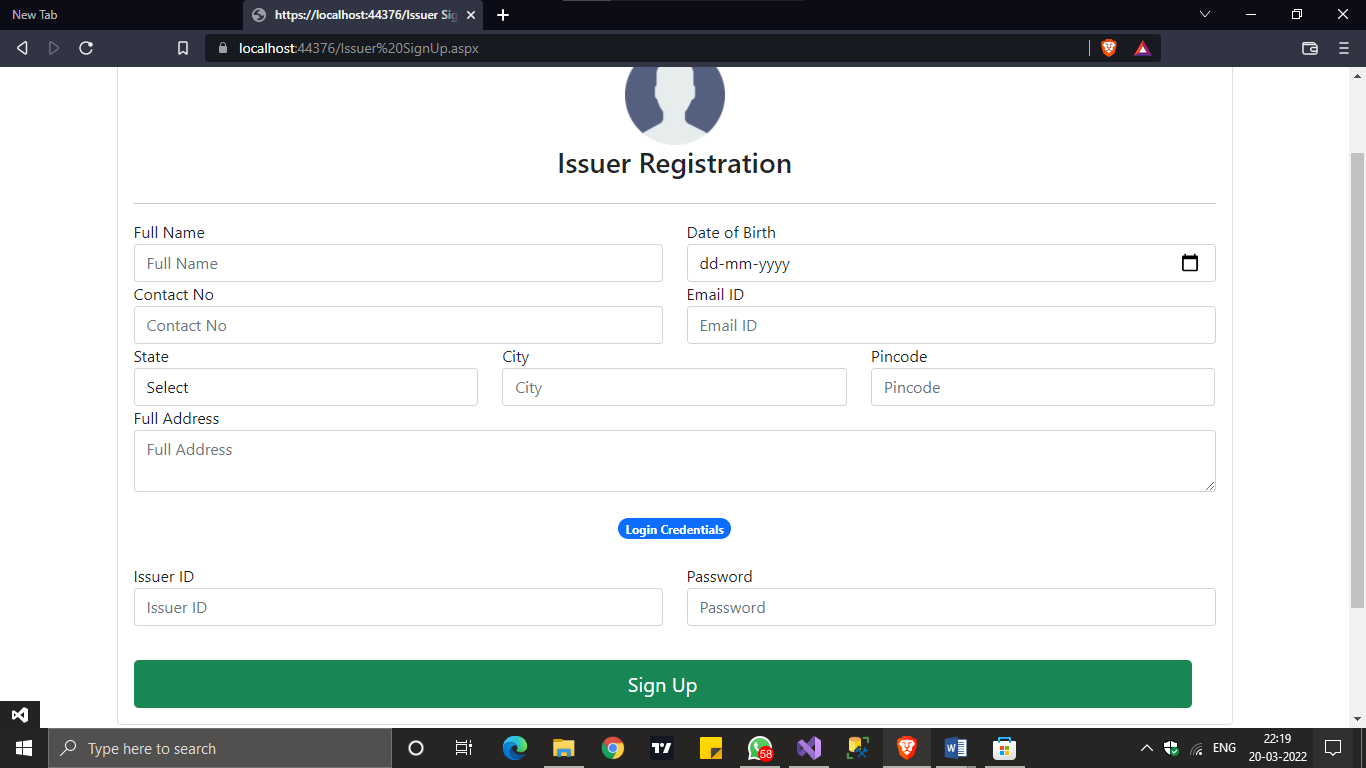 New Tab
https://localhost:44376/Issuer Sig
localhost:44376/Issuer%20SignUp.aspx
Issuer Registration
Full Name
Date of Birth
Full Name
dd-mm-yyyy
Contact No
Email ID
Contact No
Email ID
State
City
Pincode
Select
City
Pincode
Full Address
Full Address
Login Credentials
Issuer ID
Password
Issuer ID
Password
Sign Up
Type here to search
58
ENG
22:19
20-03-2022